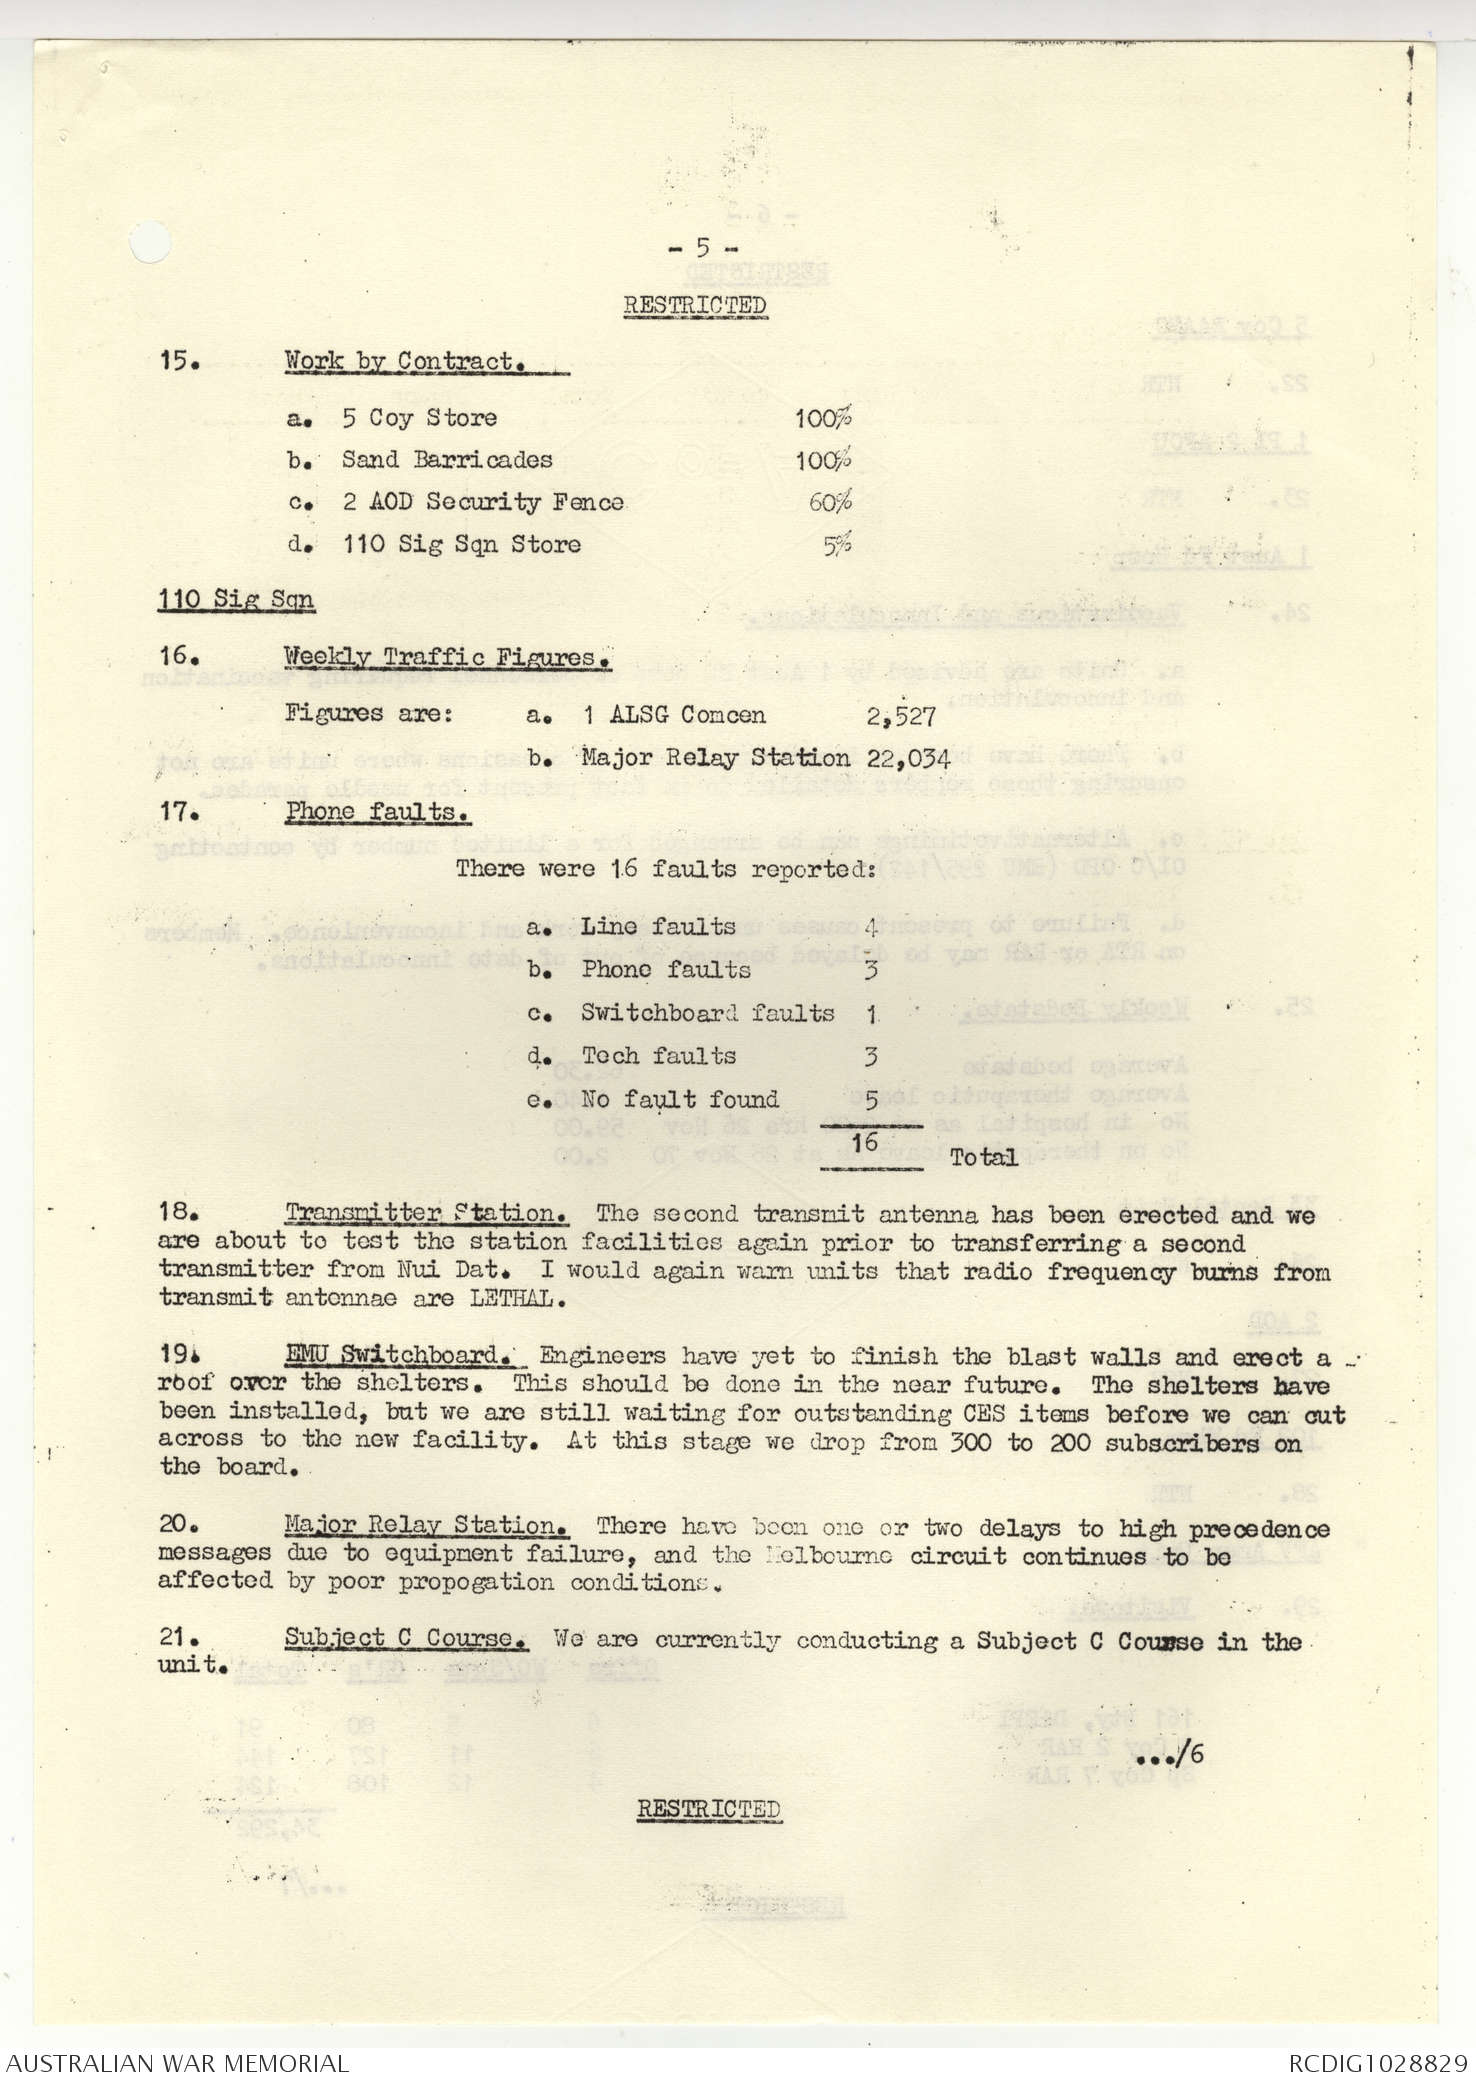 - 5 -
RESTRICTED
15. Work by Contract.
a. 5 Coy Store 100%
b. Sand Barricades 100%
c. 2 AOD Security Fence 60%
d. 110 Sig Sqn Store 5%
110 Sig Sqn
16. Weekly Traffic Figures.
Figures are: a. 1 ALSG Comcen 2,527
b. Major Relay Station 22,034
17. Phone faults.
There were 16 faults reported:
a. Line faults 4
b. Phone faults 3
c. Switchboard faults 1
d. Tech faults 3
e. No fault found 5
16 Total
18. Transmitter Station. The second transmit antenna has been erected and we
are about to test the station facilities again prior to transferring a second
transmitter from Nui Dat. I would again warn units that radio frequency burns from
transmit antennae are LETHAL.
19. EMU Switchboard. Engineers have yet to finish the blast walls and erect a
roof over the shelters. This should be done in the near future. The shelters have
been installed, but we are still waiting for outstanding CES items before we can cut
across to the new facility. At this stage we drop from 300 to 200 subscribers on
the board.
20. Major Relay Station. There have been one or two delays to high precedence
messages due to equipment failure, and the Melbourne circuit continues to be
affected by poor propogation conditions.
21. Subject C Course. We are currently conducting a Subject C Course in the
unit.
.../6
RESTRICTED
AUSTRALIAN WAR MEMORIAL RCDIG1028829